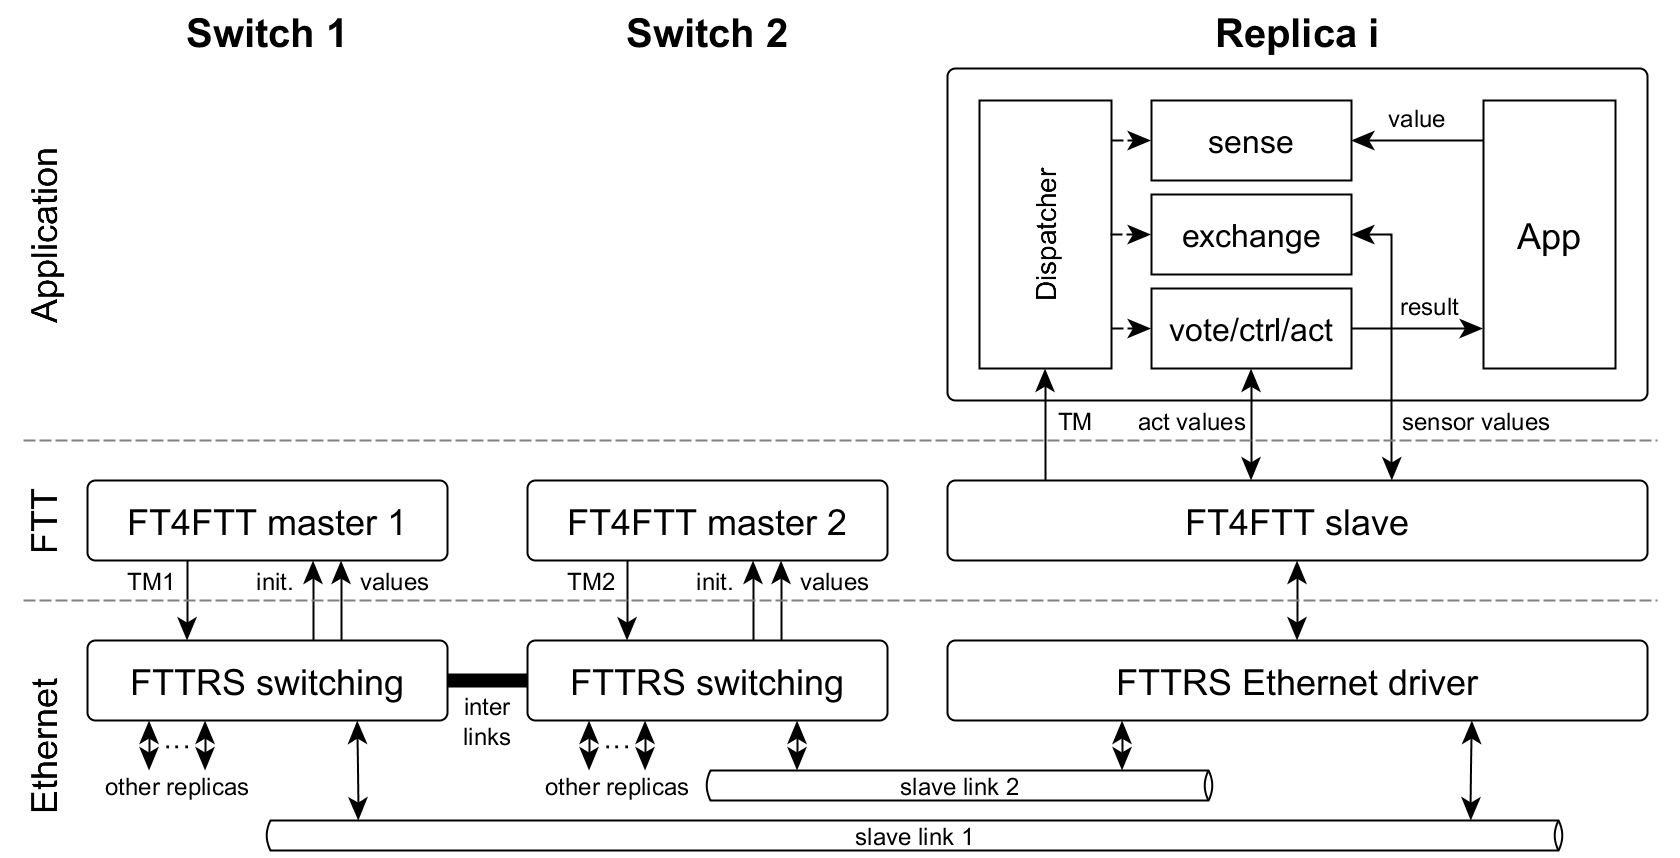 Switch 1
Switch 2
Replica i
Application
Dispatcher
sense
value
exchange
App
vote/ctrl/act
result
TM
act values
sensor values
FTT
FT4FTT master 1
FT4FTT master 2
FT4FTT slave
TM1
init.
values
TM2
init.
values
Ethernet
FTTRS switching
inter
links
FTTRS switching
FTTRS Ethernet driver
...
other replicas
...
other replicas
slave link 2
slave link 1